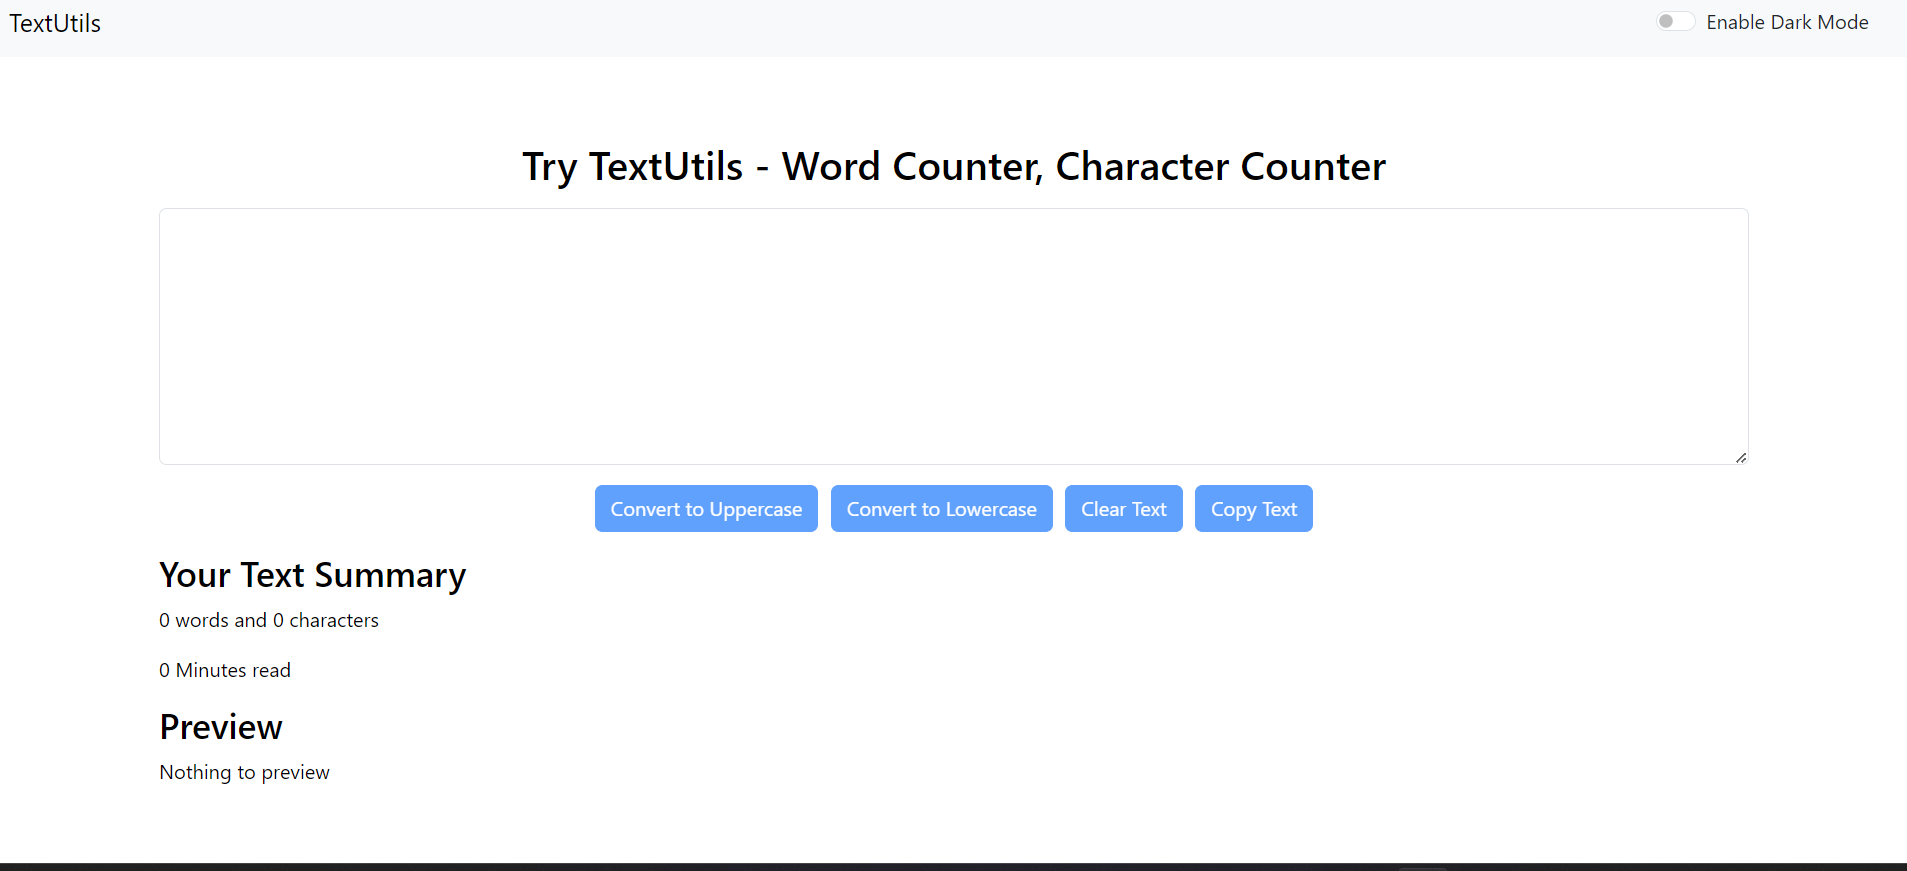 TextUtils
Enable Dark Mode
Try TextUtils - Word Counter, Character Counter
Convert to Uppercase
Convert to Lowercase
Clear Text
Copy Text
Your Text Summary
0 words and 0 characters
0 Minutes read
Preview
Nothing to preview